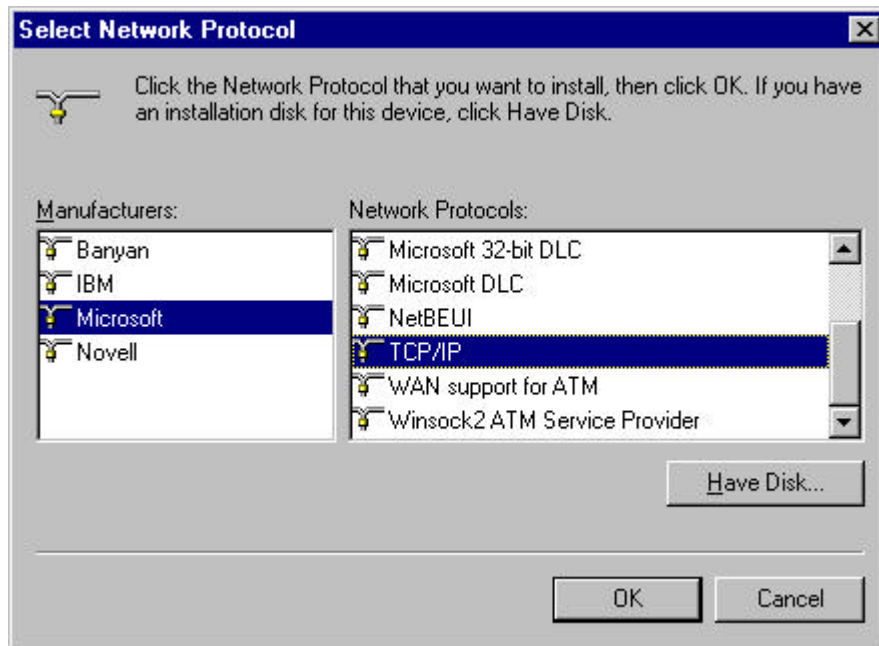 Select Network Protocol
Click the Network Protocol that you want to install, then click OK. If you have
an installation disk for this device, click Have Disk.
Manufacturers:
Banyan
IBM
Microsoft
Novell
Network Protocols:
Microsoft 32-bit DLC
Microsoft DLC
NetBEUI
TCP/IP
WAN support for ATM
Winsock2 ATM Service Provider
Have Disk...
OK
Cancel